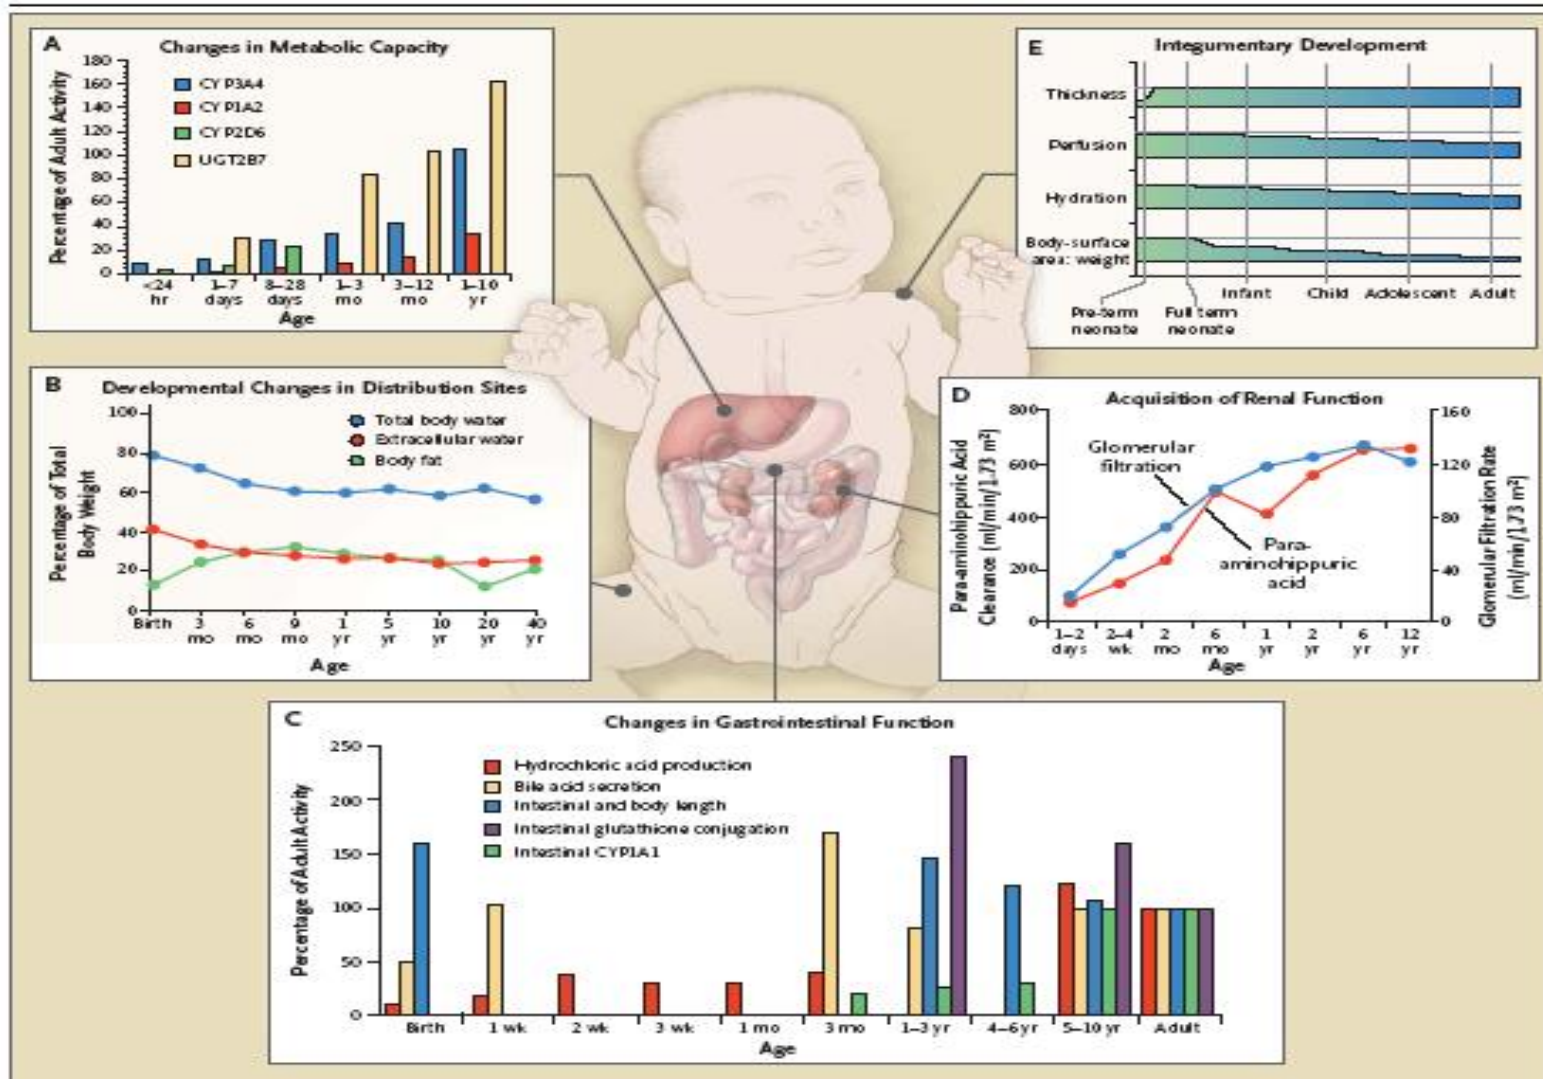 A
Changes in Metabolic Capacity
Percentage of Adult Activity
180
160
140
120
100
80
60
40
20
0
CYP3A4
CYP1A2
CYP2D6
UGT2B7
<24 hr
1–7 days
8–28 days
1–3 mo
3–12 mo
1–10 yr
Age
B
Developmental Changes in Distribution Sites
Percentage of Total
Body Weight
100
80
60
40
20
0
Total body water
Extracellular water
Body fat
Birth
3 mo
6 mo
9 mo
1 yr
5 yr
10 yr
20 yr
40 yr
Age
E
Integumentary Development
Thickness
Perfusion
Hydration
Body-surface
area: weight
Infant
Child
Adolescent
Adult
Pre-term
neonate
Full term
neonate
D
Acquisition of Renal Function
Para-aminohippuric Acid
Clearance (ml/min/1.73 m²)
800
600
400
200
0
Glomerular
filtration
Para-
aminohippuric
acid
160
120
80
40
0
Glomerular Filtration Rate
(ml/min/1.73 m²)
1–2 days
2–4 wk
2 mo
6 mo
1 yr
2 yr
6 yr
12 yr
Age
C
Changes in Gastrointestinal Function
Percentage of Adult Activity
250
200
150
100
50
0
Hydrochloric acid production
Bile acid secretion
Intestinal and body length
Intestinal glutathione conjugation
Intestinal CYP1A1
Birth
1 wk
2 wk
3 wk
1 mo
3 mo
1–3 yr
4–6 yr
5–10 yr
Adult
Age